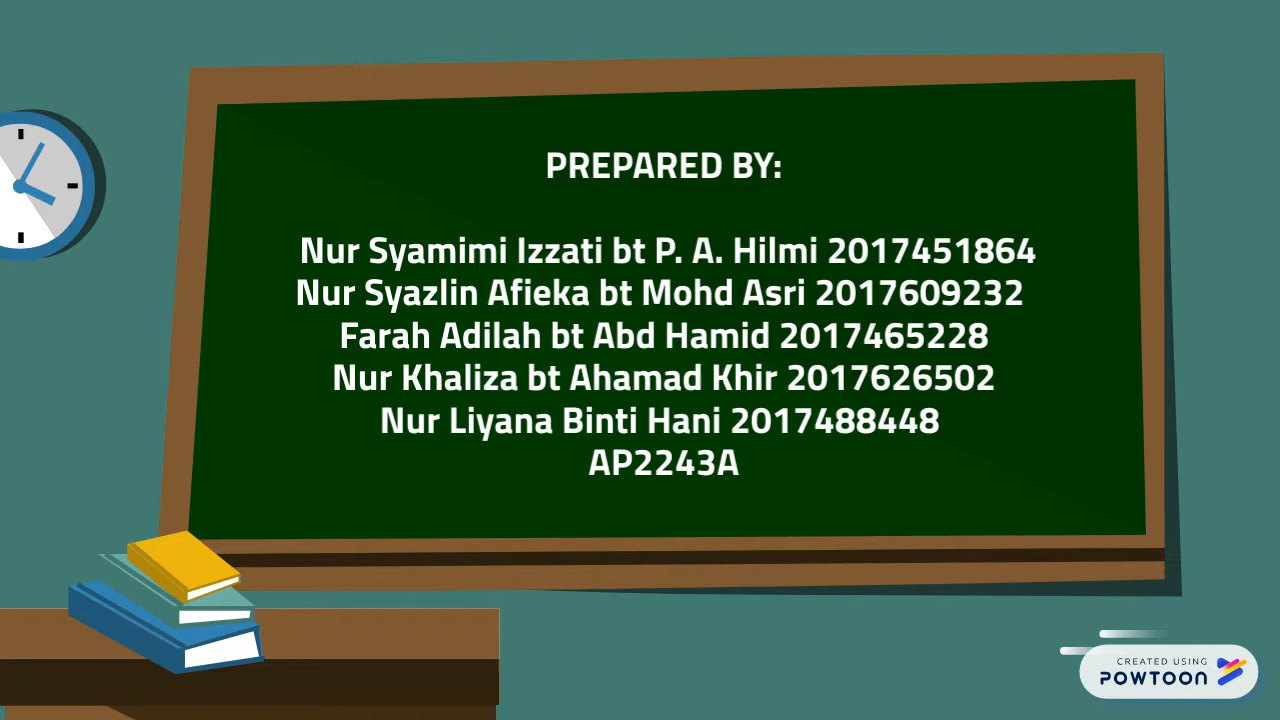 PREPARED BY:
Nur Syamimi Izzati bt P. A. Hilmi 2017451864
Nur Syazlin Afieka bt Mohd Asri 2017609232
Farah Adilah bt Abd Hamid 2017465228
Nur Khaliza bt Ahamad Khir 2017626502
Nur Liyana Binti Hani 2017488448
AP2243A
CREATED USING
POWTOON